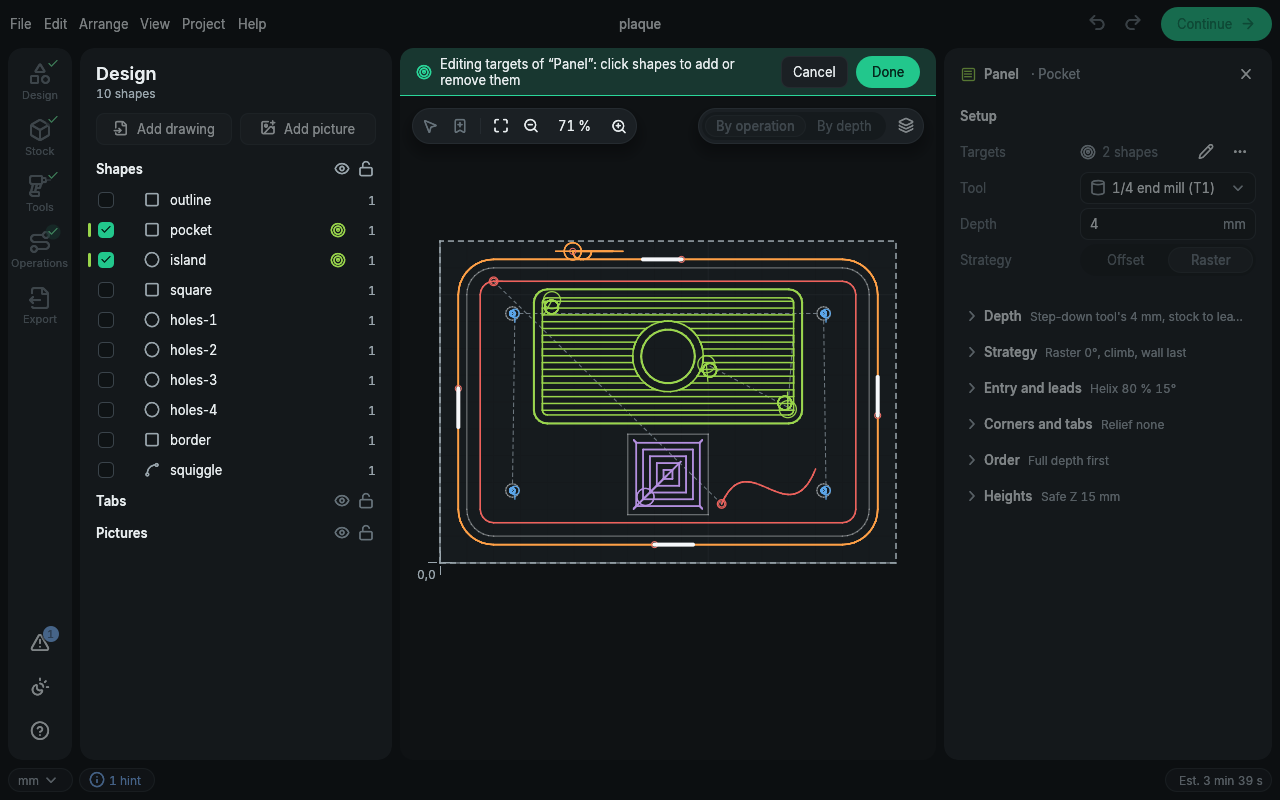 File Edit Arrange View Project Help
plaque
Continue
Design
Stock
Tools
Operations
Export
1
Design
10 shapes
Add drawing
Add picture
Shapes
outline 1
pocket 1
island 1
square 1
holes-1 1
holes-2 1
holes-3 1
holes-4 1
border 1
squiggle 1
Tabs
Pictures
Editing targets of “Panel”: click shapes to add or
remove them
Cancel
Done
71 %
By operation
By depth
0,0
Panel · Pocket
Setup
Targets 2 shapes
Tool 1/4 end mill (T1)
Depth 4 mm
Strategy Offset Raster
Depth Step-down tool's 4 mm, stock to lea…
Strategy Raster 0°, climb, wall last
Entry and leads Helix 80 % 15°
Corners and tabs Relief none
Order Full depth first
Heights Safe Z 15 mm
mm
1 hint
Est. 3 min 39 s